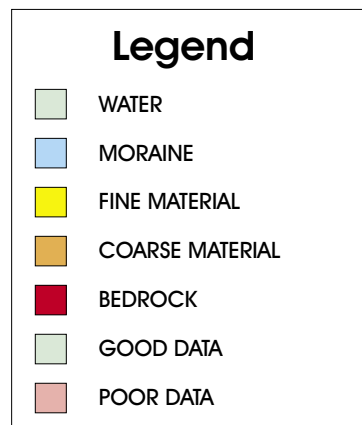 Legend
WATER
MORAINE
FINE MATERIAL
COARSE MATERIAL
BEDROCK
GOOD DATA
POOR DATA